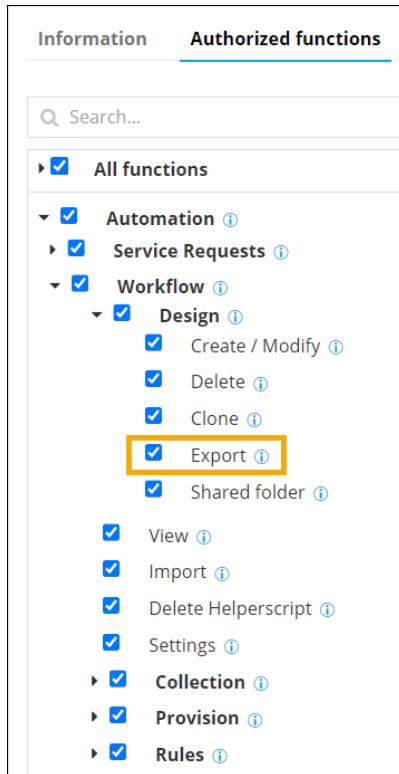 Information Authorized functions
Search...
All functions
Automation
Service Requests
Workflow
Design
Create / Modify
Delete
Clone
Export
Shared folder
View
Import
Delete Helperscript
Settings
Collection
Provision
Rules